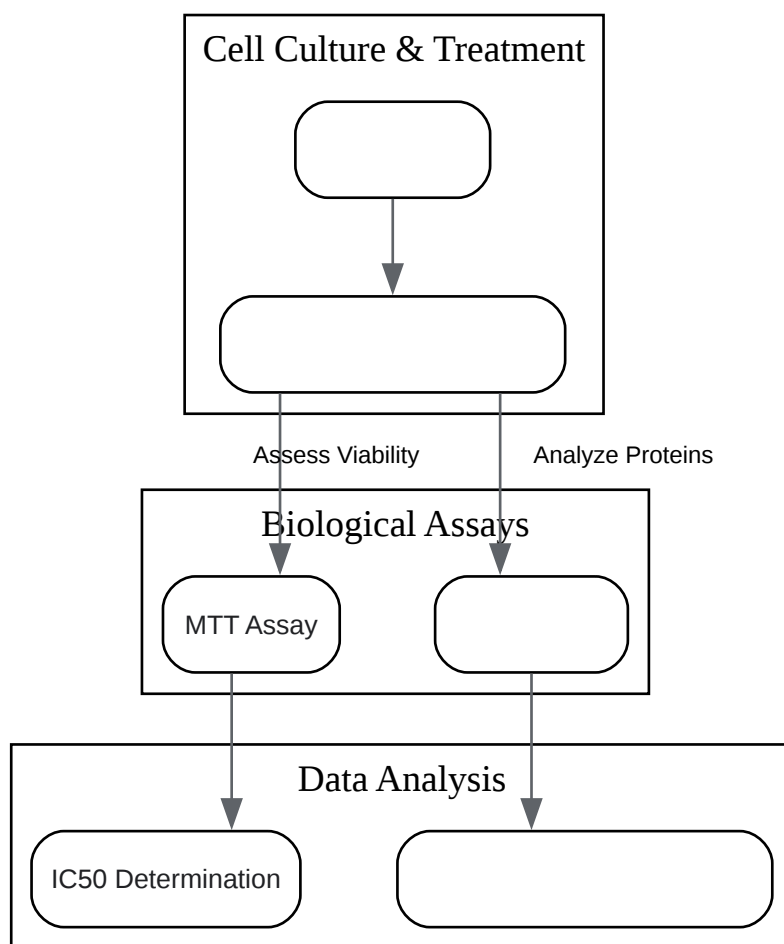 Cell Culture & Treatment
Assess Viability
Analyze Proteins
Biological Assays
MTT Assay
Data Analysis
IC50 Determination